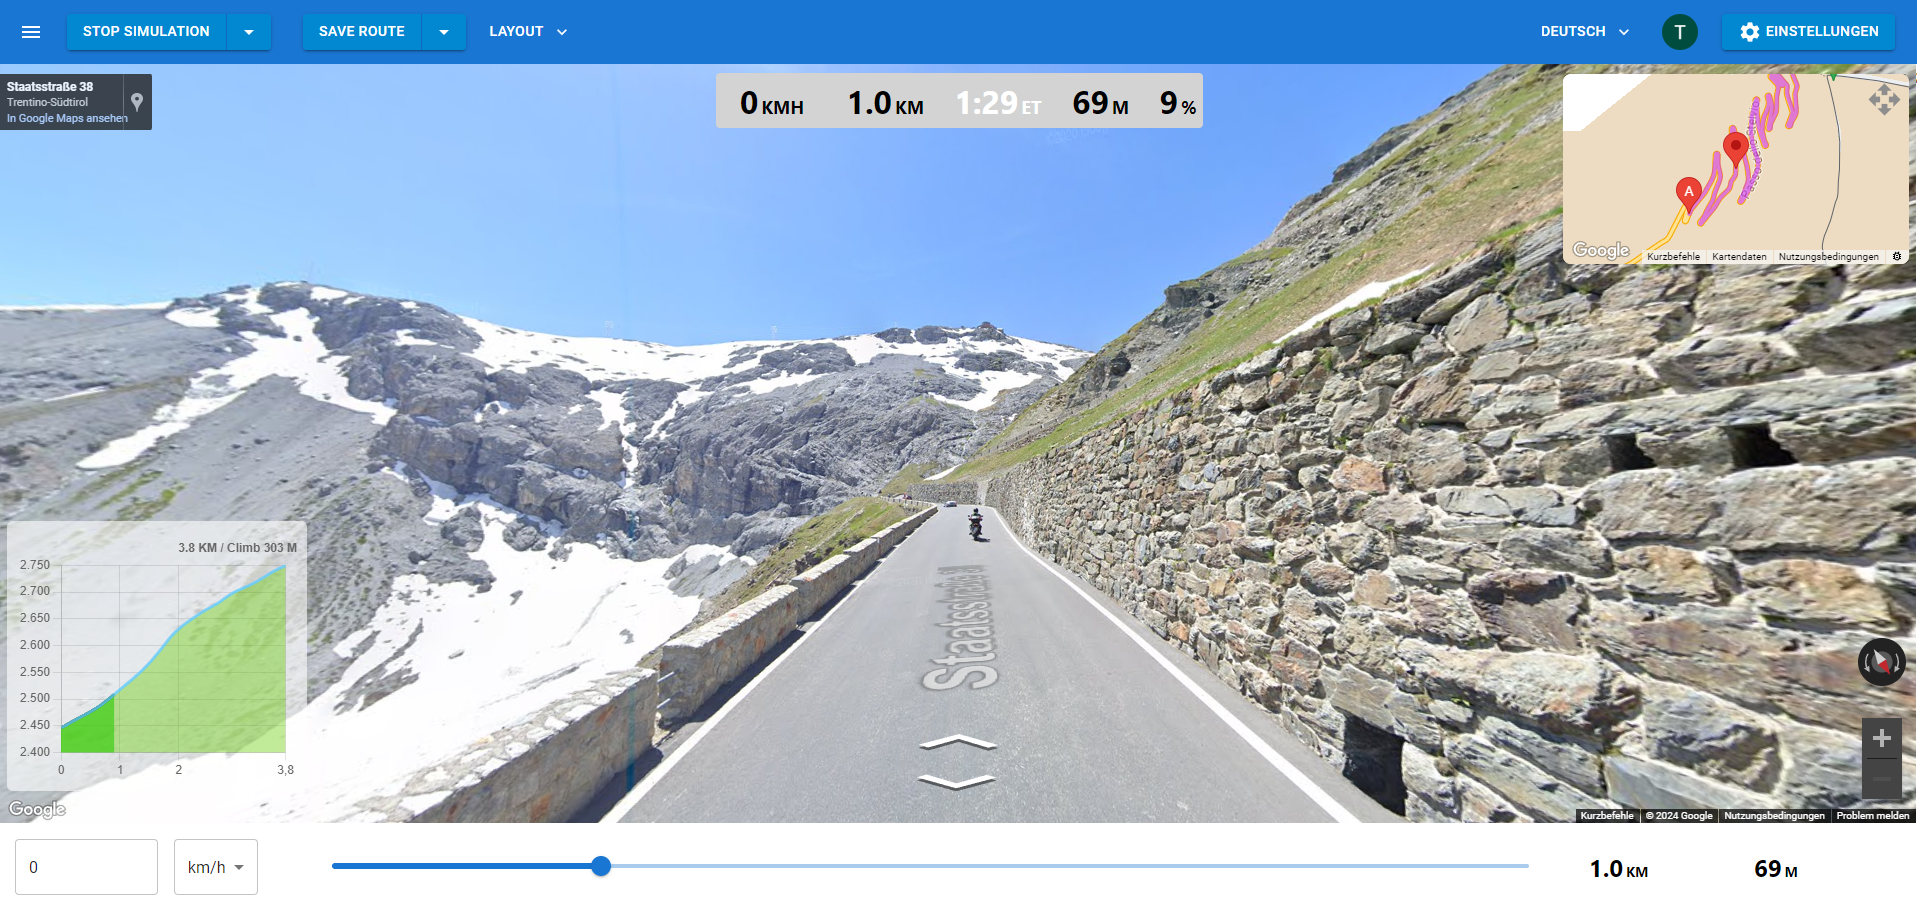 STOP SIMULATION
SAVE ROUTE
LAYOUT
DEUTSCH
T
EINSTELLUNGEN
Staatsstraße 38
Trentino-Südtirol
In Google Maps ansehen
0 KMH 1.0 KM 1:29 ET 69 M 9 %
A
Google
Kurzbefehle Kartendaten Nutzungsbedingungen
Staatsstraße 38
3.8 KM / Climb 303 M
2.750
2.700
2.650
2.600
2.550
2.500
2.450
2.400
0 1 2 3,8
Google
Kurzbefehle © 2024 Google Nutzungsbedingungen Problem melden
0
km/h
1.0 KM
69 M